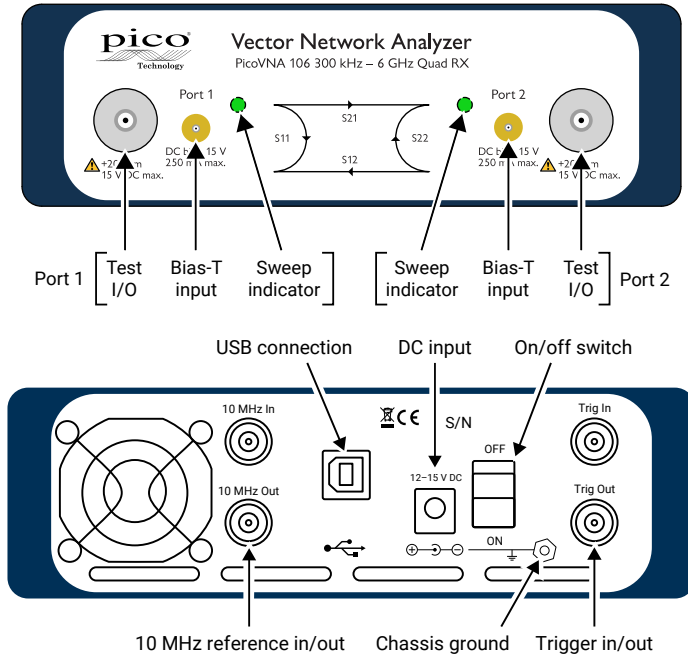 pico
Technology
Vector Network Analyzer
PicoVNA 106 300 kHz – 6 GHz Quad RX
Port 1
Port 2
S21
S11
S22
S12
DC b 15 V
250 m max.
+20 m
15 V DC max.
DC b 15 V
250 m max.
+20 m
15 V DC max.
Port 1
Test I/O
Bias-T input
Sweep indicator
Sweep indicator
Bias-T input
Test I/O
Port 2
USB connection
DC input
On/off switch
10 MHz In
CE
S/N
Trig In
OFF
12–15 V DC
10 MHz Out
Trig Out
ON
10 MHz reference in/out
Chassis ground
Trigger in/out